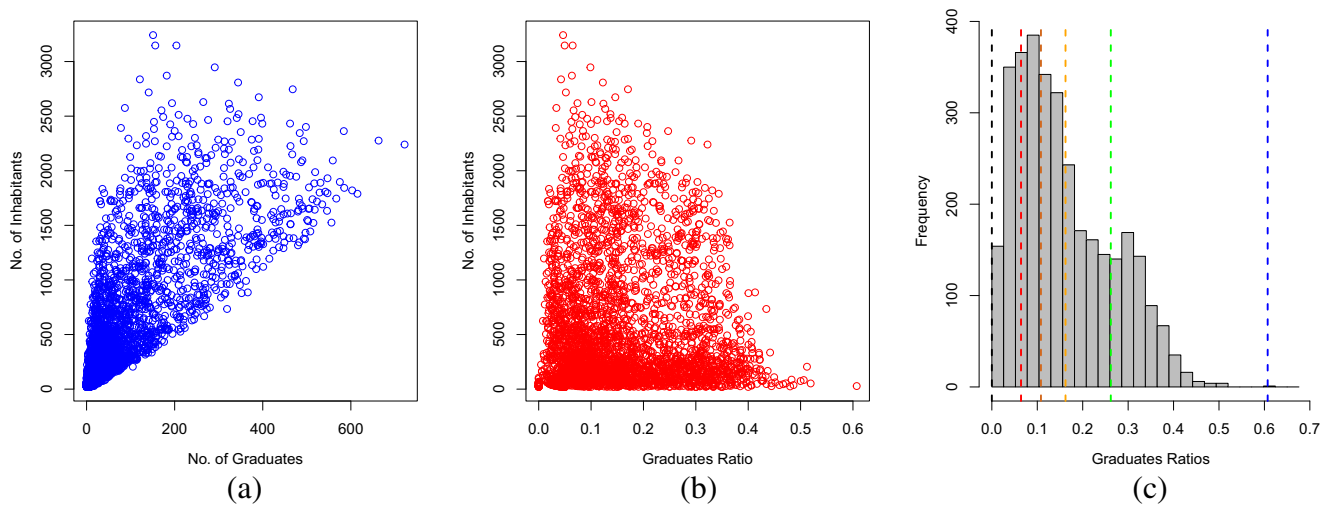 No. of Inhabitants
0 500 1000 1500 2000 2500 3000
0 200 400 600
No. of Graduates
(a)
No. of Inhabitants
0 500 1000 1500 2000 2500 3000
0.0 0.1 0.2 0.3 0.4 0.5 0.6
Graduates Ratio
(b)
Frequency
0 100 200 300 400
0.0 0.1 0.2 0.3 0.4 0.5 0.6 0.7
Graduates Ratios
(c)